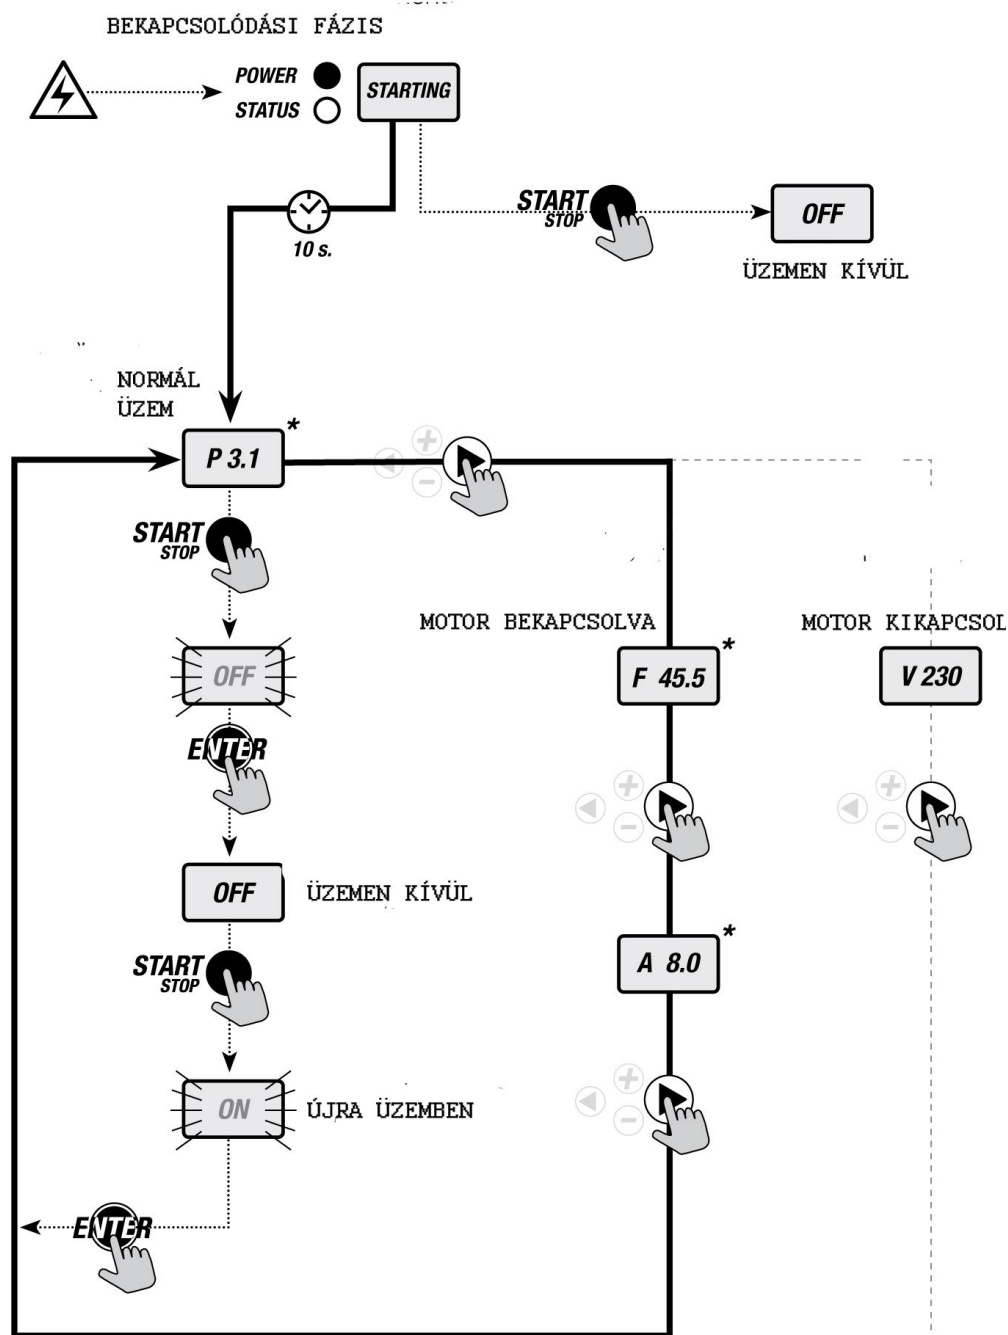 BEKAPCSOLÓDÁSI FÁZIS
POWER
STATUS
STARTING
10 s.
START
STOP
OFF
ÜZEMEN KÍVÜL
NORMÁL
ÜZEM
P 3.1
*
+
−
START
STOP
OFF
ENTER
OFF
ÜZEMEN KÍVÜL
START
STOP
ON
ÚJRA ÜZEMBEN
ENTER
MOTOR BEKAPCSOLVA
*
F 45.5
+
−
*
A 8.0
+
−
MOTOR KIKAPCSOL
V 230
+
−